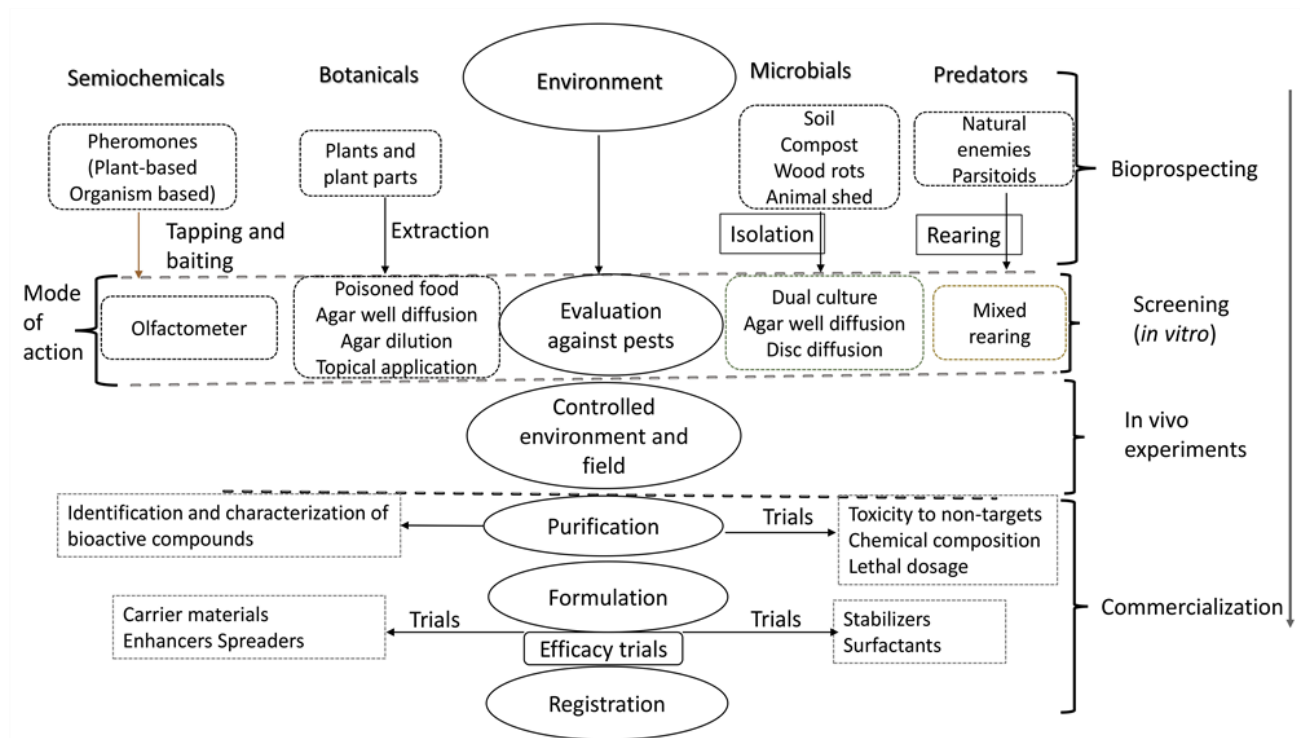 Semiochemicals
Botanicals
Environment
Microbials
Predators
Pheromones
(Plant-based
Organism based)
Plants and
plant parts
Soil
Compost
Wood rots
Animal shed
Natural
enemies
Parsitoids
Bioprospecting
Tapping and
baiting
Extraction
Isolation
Rearing
Mode
of
action
Olfactometer
Poisoned food
Agar well diffusion
Agar dilution
Topical application
Evaluation
against pests
Dual culture
Agar well diffusion
Disc diffusion
Mixed
rearing
Screening
(in vitro)
Controlled
environment and
field
In vivo
experiments
Identification and characterization of
bioactive compounds
Purification
Trials
Toxicity to non-targets
Chemical composition
Lethal dosage
Formulation
Carrier materials
Enhancers Spreaders
Trials
Trials
Stabilizers
Surfactants
Efficacy trials
Commercialization
Registration